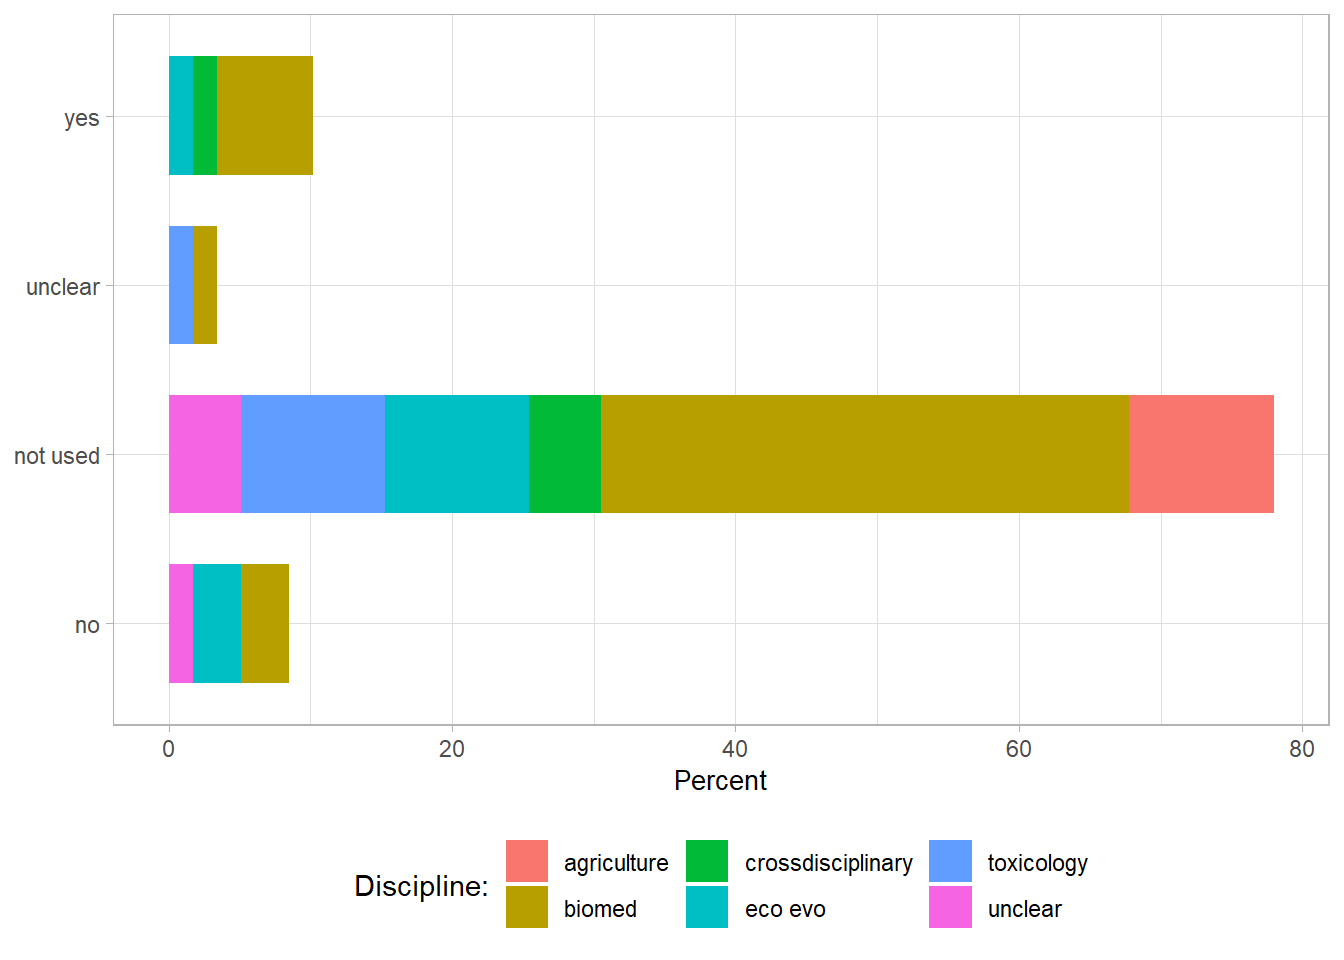 yes
unclear
not used
no
0 20 40 60 80
Percent
Discipline:
agriculture crossdisciplinary toxicology
biomed eco evo unclear